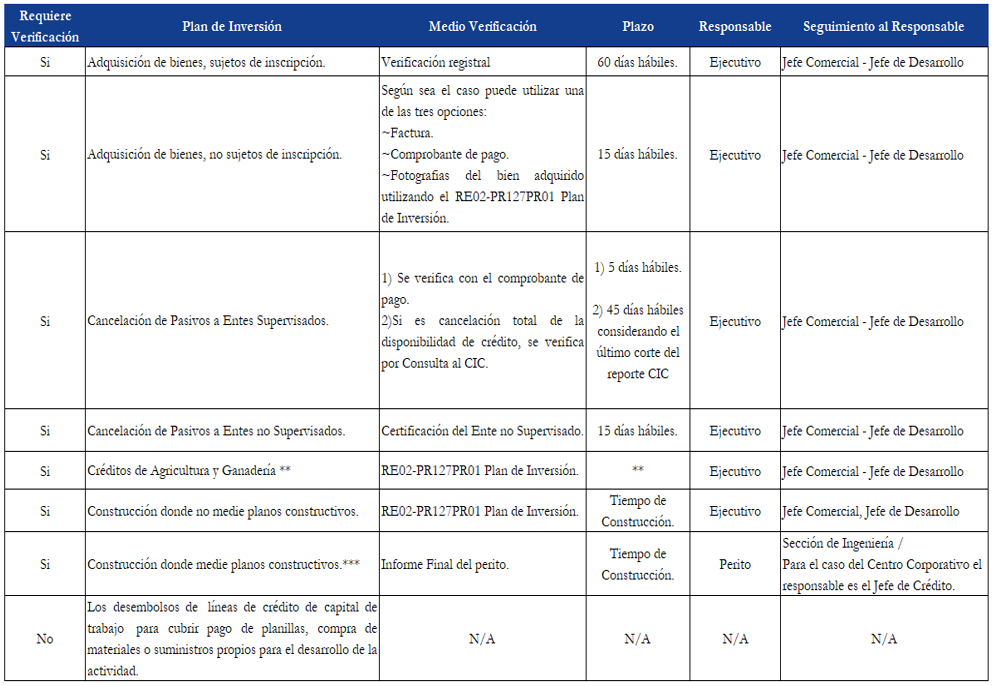 Requiere
Verificación
Plan de Inversión
Medio Verificación
Plazo
Responsable
Seguimiento al Responsable
Si
Adquisición de bienes, sujetos de inscripción.
Verificación registral
60 días hábiles.
Ejecutivo
Jefe Comercial - Jefe de Desarrollo
Si
Adquisición de bienes, no sujetos de inscripción.
Según sea el caso puede utilizar una
de las tres opciones:
~Factura.
~Comprobante de pago.
~Fotografias del bien adquirido
utilizando el RE02-PR127PR01 Plan
de Inversión.
15 días hábiles.
Ejecutivo
Jefe Comercial - Jefe de Desarrollo
Si
Cancelación de Pasivos a Entes Supervisados.
1) Se verifica con el comprobante de
pago.
2)Si es cancelación total de la
disponibilidad de crédito, se verifica
por Consulta al CIC.
1) 5 días hábiles.
2) 45 días hábiles
considerando el
último corte del
reporte CIC
Ejecutivo
Jefe Comercial - Jefe de Desarrollo
Si
Cancelación de Pasivos a Entes no Supervisados.
Certificación del Ente no Supervisado.
15 días hábiles.
Ejecutivo
Jefe Comercial - Jefe de Desarrollo
Si
Créditos de Agricultura y Ganadería **
RE02-PR127PR01 Plan de Inversión.
**
Ejecutivo
Jefe Comercial - Jefe de Desarrollo
Si
Construcción donde no medie planos constructivos.
RE02-PR127PR01 Plan de Inversión.
Tiempo de
Construcción.
Ejecutivo
Jefe Comercial, Jefe de Desarrollo
Si
Construcción donde medie planos constructivos.***
Informe Final del perito.
Tiempo de
Construcción.
Perito
Sección de Ingeniería /
Para el caso del Centro Corporativo el
responsable es el Jefe de Crédito.
No
Los desembolsos de líneas de crédito de capital de
trabajo para cubrir pago de planillas, compra de
materiales o suministros propios para el desarrollo de la
actividad.
N/A
N/A
N/A
N/A